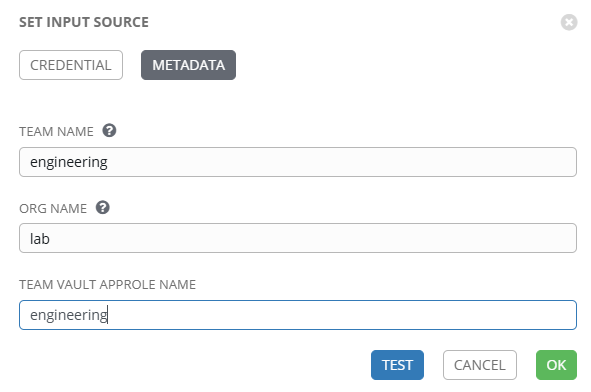 SET INPUT SOURCE
CREDENTIAL
METADATA
TEAM NAME ?
engineering
ORG NAME ?
lab
TEAM VAULT APPROLE NAME
engineering
TEST
CANCEL
OK